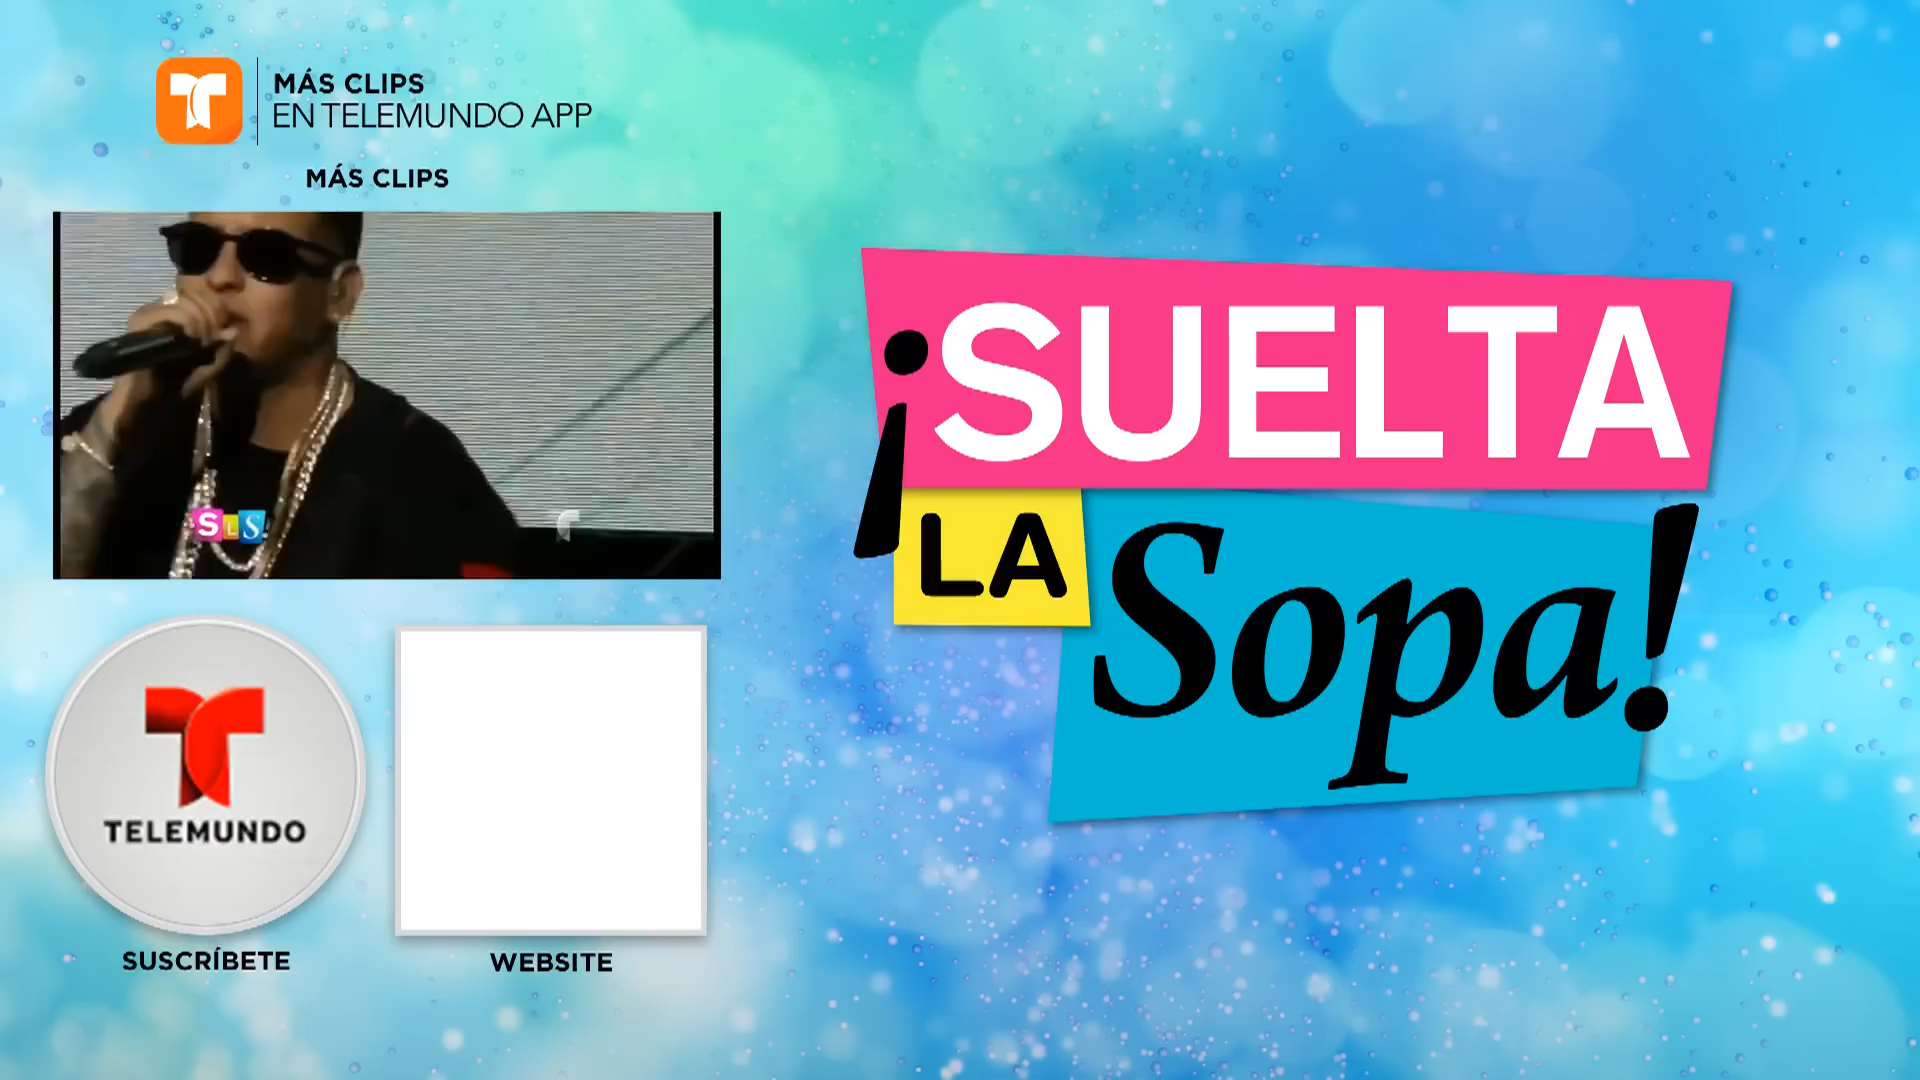 MÁS CLIPS
EN TELEMUNDO APP
MÁS CLIPS
SLS!
TELEMUNDO
SUSCRÍBETE
WEBSITE
¡SUELTA
LA
Sopa!